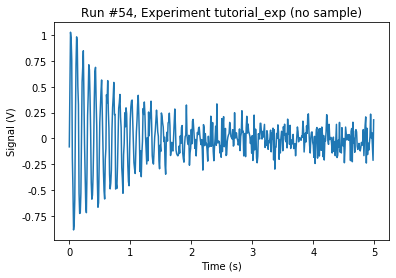 Run #54, Experiment tutorial_exp (no sample)
1
0.75
0.5
0.25
0
-0.25
-0.5
-0.75
Signal (V)
0 1 2 3 4 5
Time (s)